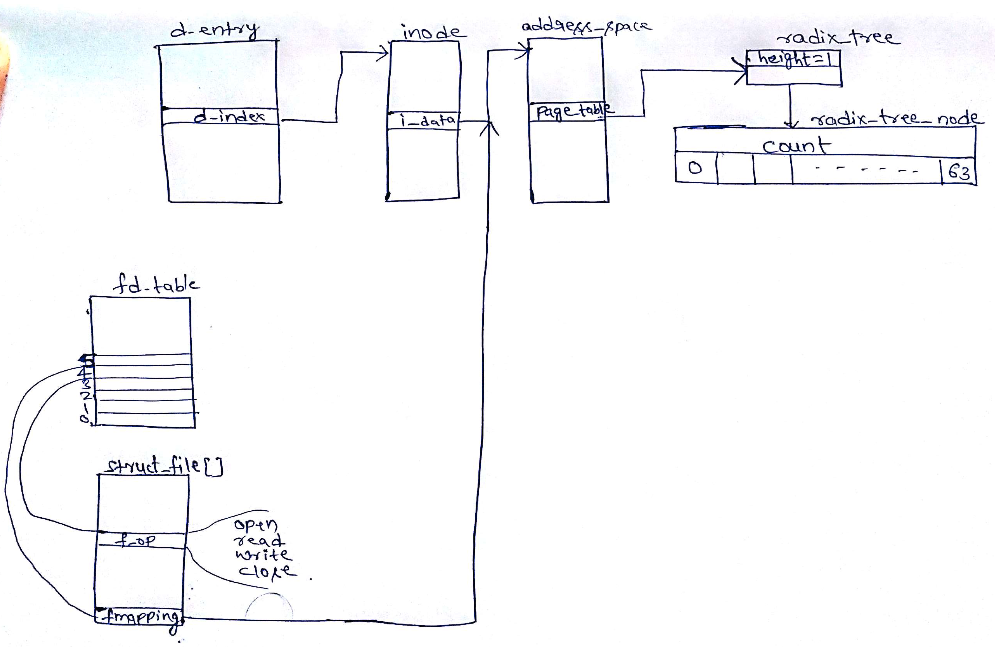 d-entry
inode
address-space
radix-tree
height=1
d-index
i-data
Page table
radix-tree-node
count
0 63
fd-table
5
4
3
2
1
0
struct-file[]
f-op
open
read
write
close
fmapping